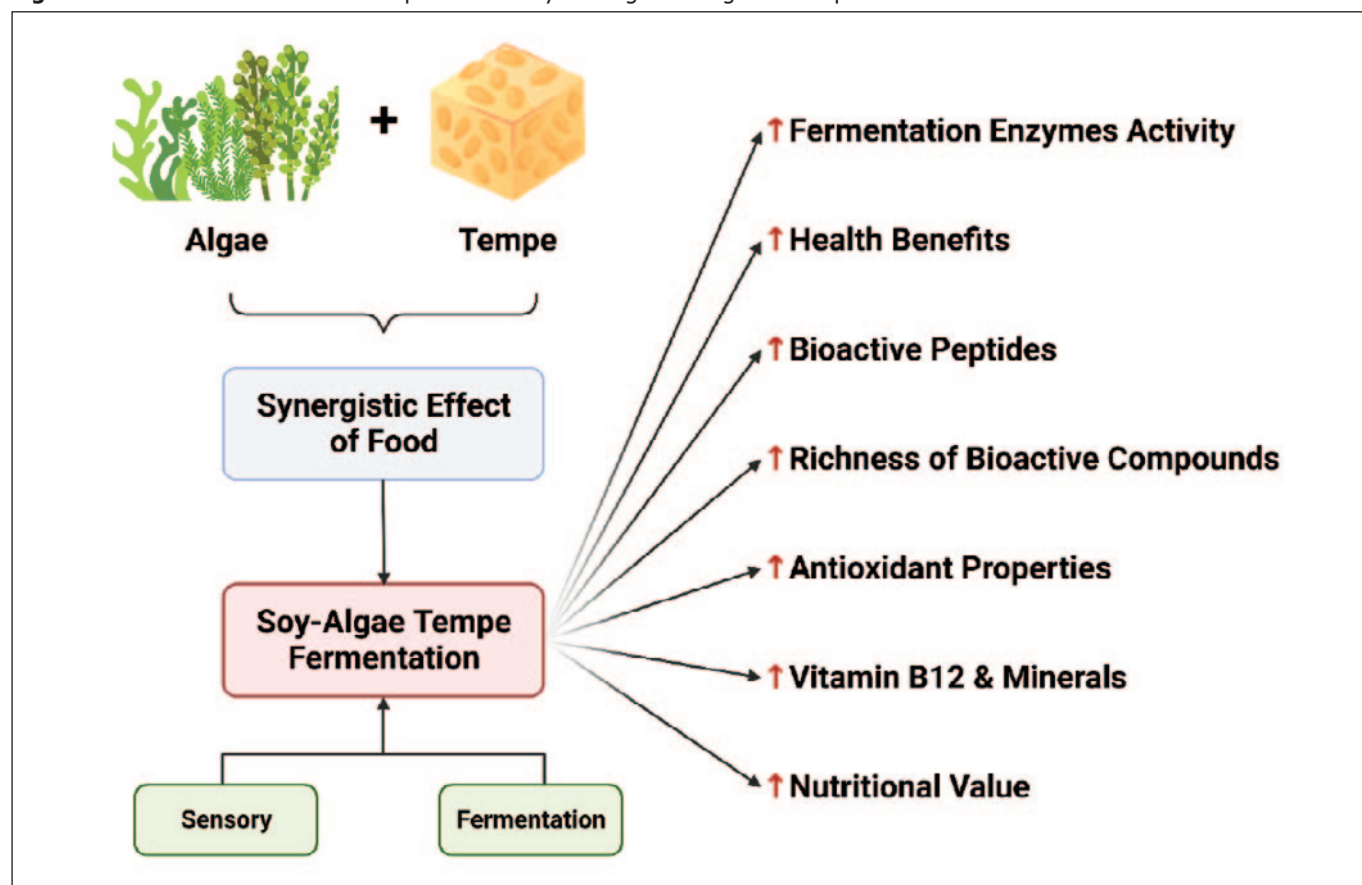 +
Algae
Tempe
Synergistic Effect
of Food
Soy-Algae Tempe
Fermentation
Sensory
Fermentation
↑ Fermentation Enzymes Activity
↑ Health Benefits
↑ Bioactive Peptides
↑ Richness of Bioactive Compounds
↑ Antioxidant Properties
↑ Vitamin B12 & Minerals
↑ Nutritional Value